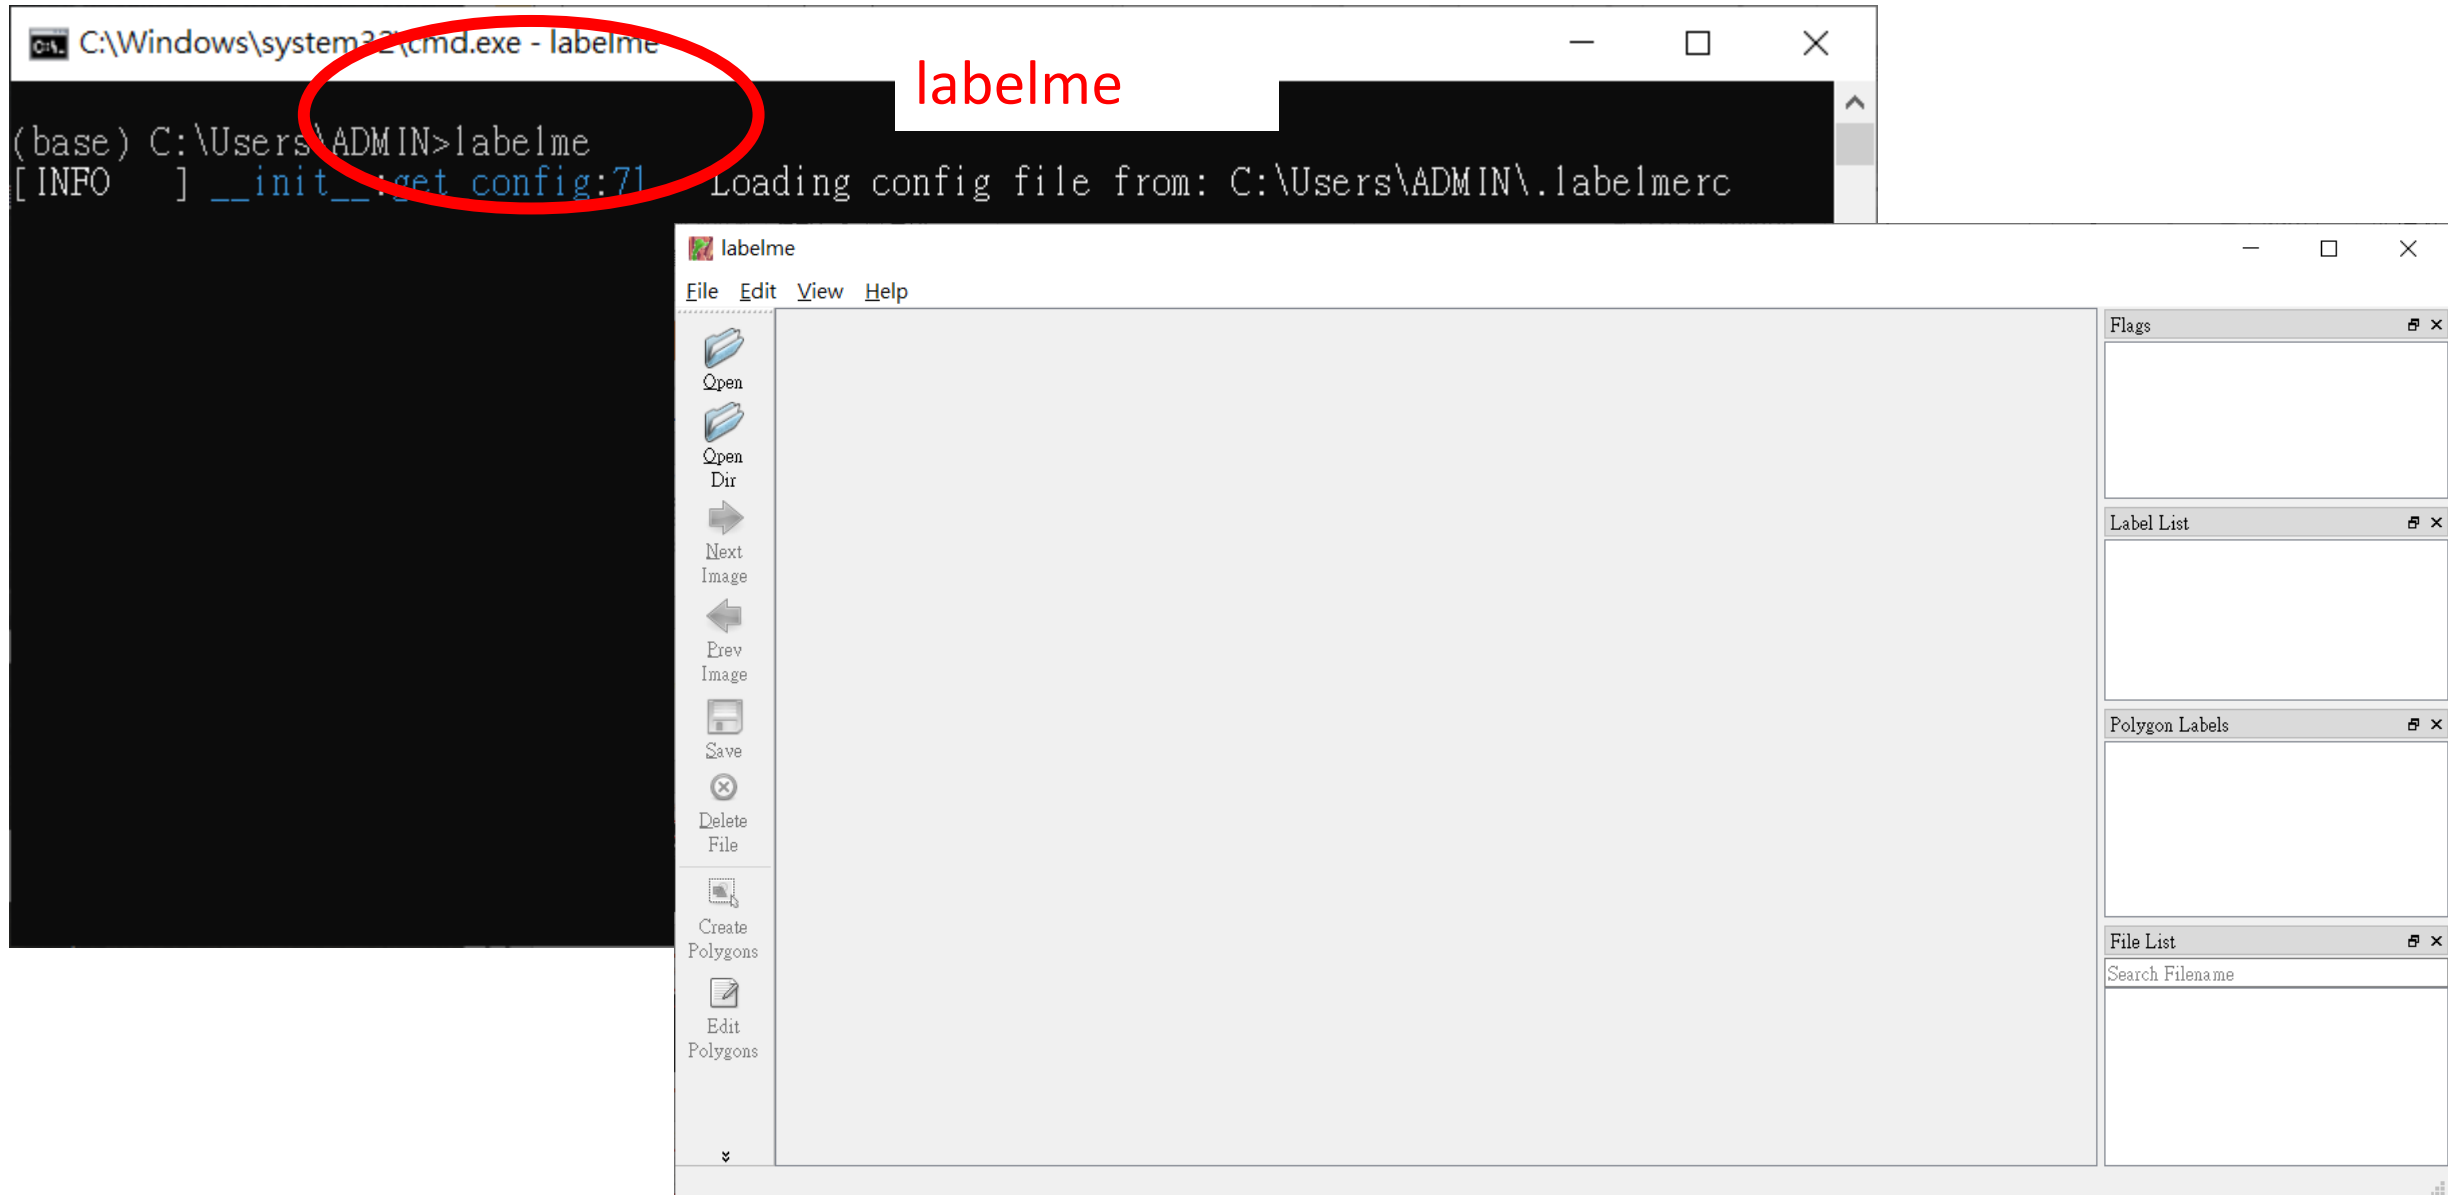 C:\Windows\system32\cmd.exe - labelme
labelme
(base) C:\Users\ADMIN>labelme
[INFO   ] __init__:get_config:71 - Loading config file from: C:\Users\ADMIN\.labelmerc
labelme
File Edit View Help
Open
Open
Dir
Next
Image
Prev
Image
Save
Delete
File
Create
Polygons
Edit
Polygons
Flags
Label List
Polygon Labels
File List
Search Filename